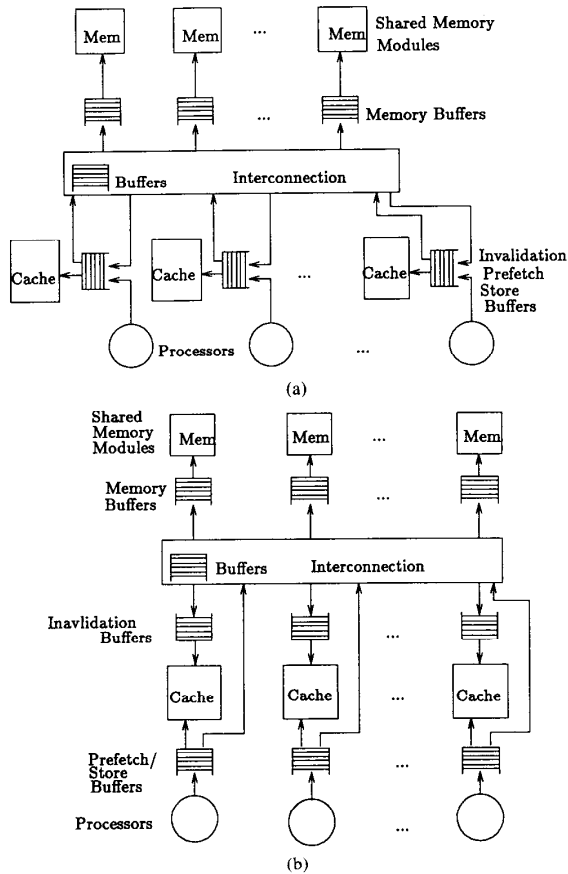 Mem Mem ... Mem Shared Memory
Modules
... Memory Buffers
Buffers Interconnection
Cache Cache ... Cache Invalidation
Prefetch
Store
Buffers
Processors ...
(a)
Shared
Memory
Modules
Mem Mem ... Mem
Memory
Buffers
...
Buffers Interconnection
Inavlidation
Buffers
...
Cache Cache ... Cache
Prefetch/
Store
Buffers
...
Processors ...
(b)